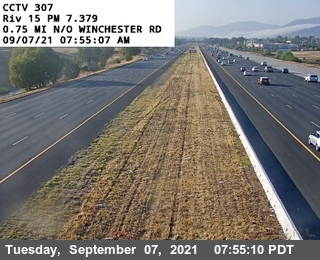 CCTV 307
Riv 15 PM 7.379
0.75 MI N/O WINCHESTER RD
09/07/21 07:55:07 AM
Tuesday, September 07, 2021 07:55:10 PDT